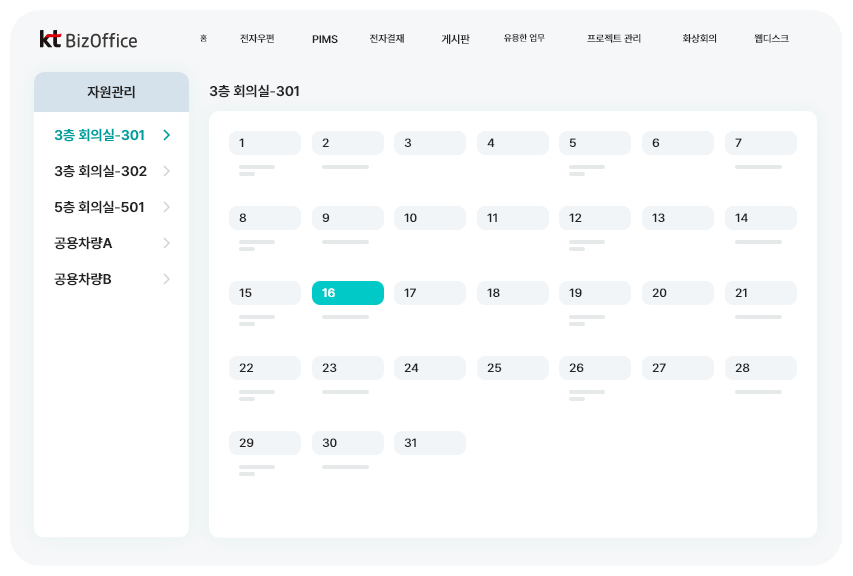 kt BizOffice
홈 전자우편 PIMS 전자결재 게시판 유용한 업무 프로젝트 관리 화상회의 웹디스크
자원관리
3층 회의실-301
3층 회의실-302
5층 회의실-501
공용차량A
공용차량B
3층 회의실-301
1 2 3 4 5 6 7
8 9 10 11 12 13 14
15 16 17 18 19 20 21
22 23 24 25 26 27 28
29 30 31